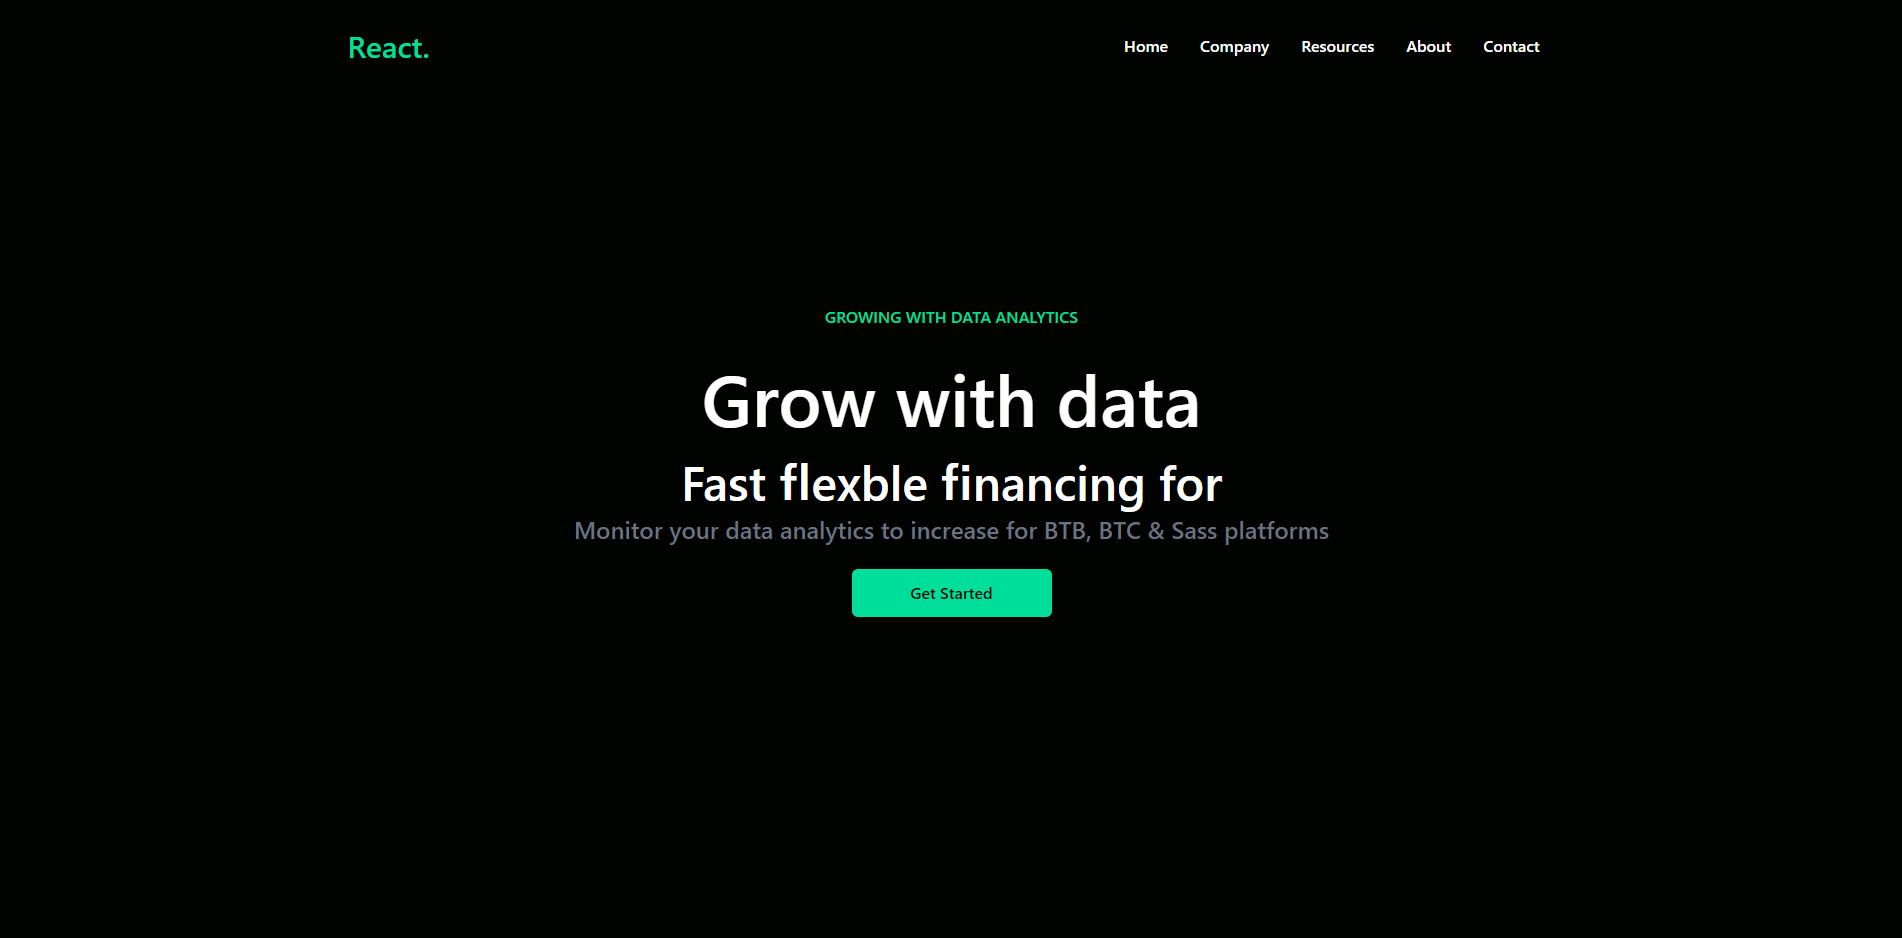 React.
Home Company Resources About Contact
GROWING WITH DATA ANALYTICS
Grow with data
Fast flexble financing for
Monitor your data analytics to increase for BTB, BTC & Sass platforms
Get Started